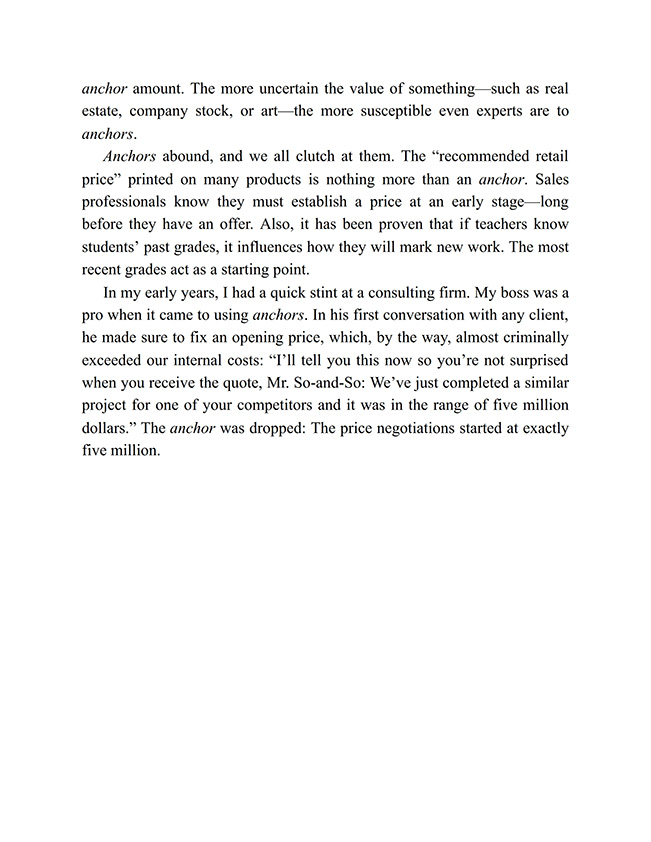 anchor amount. The more uncertain the value of something—such as real
estate, company stock, or art—the more susceptible even experts are to
anchors.
Anchors abound, and we all clutch at them. The “recommended retail
price” printed on many products is nothing more than an anchor. Sales
professionals know they must establish a price at an early stage—long
before they have an offer. Also, it has been proven that if teachers know
students’ past grades, it influences how they will mark new work. The most
recent grades act as a starting point.
In my early years, I had a quick stint at a consulting firm. My boss was a
pro when it came to using anchors. In his first conversation with any client,
he made sure to fix an opening price, which, by the way, almost criminally
exceeded our internal costs: “I’ll tell you this now so you’re not surprised
when you receive the quote, Mr. So-and-So: We’ve just completed a similar
project for one of your competitors and it was in the range of five million
dollars.” The anchor was dropped: The price negotiations started at exactly
five million.